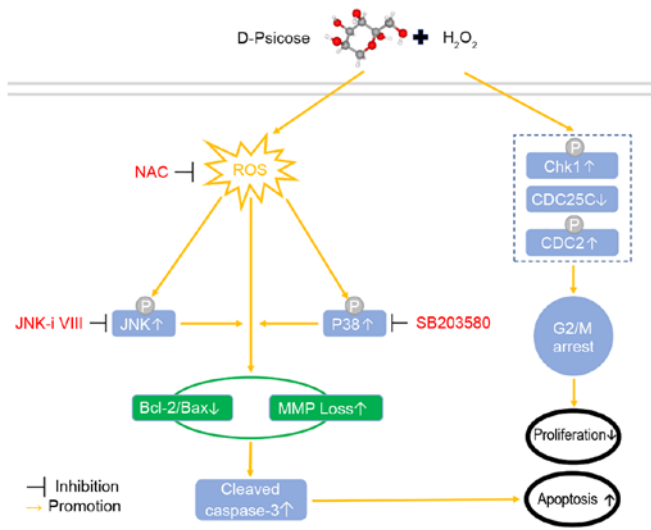 D-Psicose
H₂O₂
P
Chk1↑
CDC25C↓
P
CDC2↑
NAC
ROS
P
JNK↑
JNK-i VIII
P
P38↑
SB203580
G2/M
arrest
Bcl-2/Bax↓
MMP Loss↑
Proliferation↓
Cleaved
caspase-3↑
Apoptosis ↑
Inhibition
Promotion